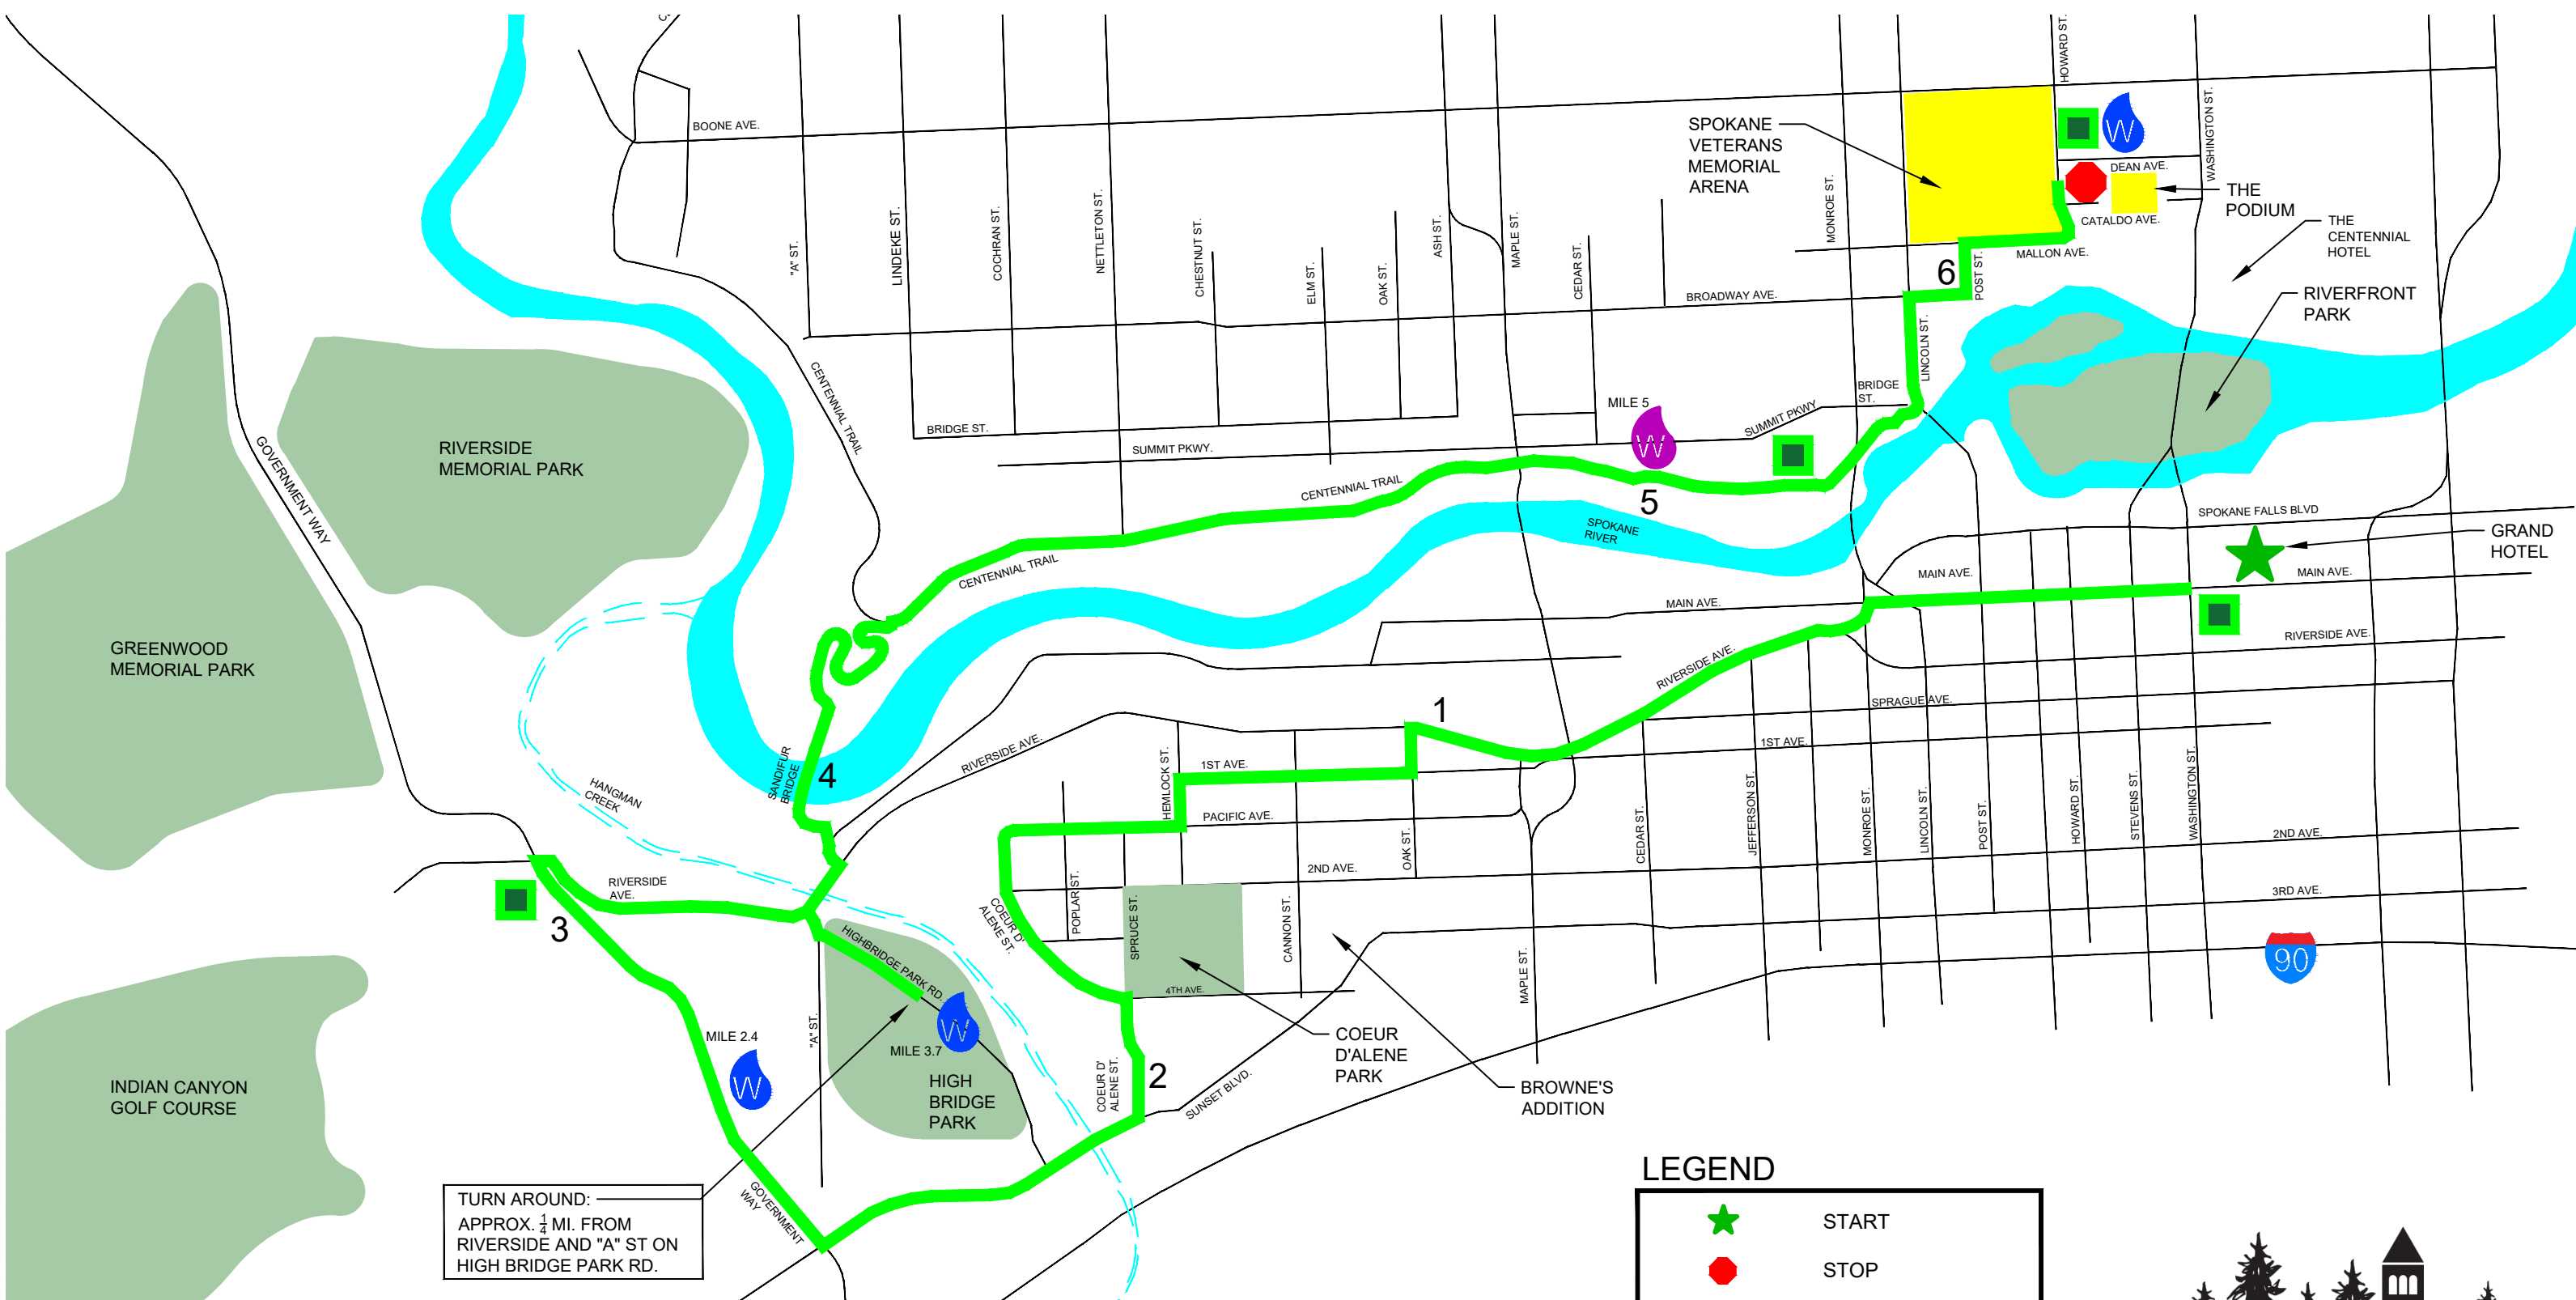 HOWARD ST.
BOONE AVE.
"A" ST.
LINDEKE ST.
COCHRAN ST.
NETTLETON ST.
CHESTNUT ST.
ELM ST.
OAK ST.
ASH ST.
MAPLE ST.
CEDAR ST.
MONROE ST.
SPOKANE
VETERANS
MEMORIAL
ARENA
W
WASHINGTON ST.
DEAN AVE.
THE
PODIUM
CATALDO AVE.
THE
CENTENNIAL
HOTEL
MALLON AVE.
6
POST ST.
BROADWAY AVE.
RIVERFRONT
PARK
LINCOLN ST.
BRIDGE
ST.
CENTENNIAL TRAIL
MILE 5
W
SUMMIT PKWY
BRIDGE ST.
SUMMIT PKWY.
GOVERNMENT WAY
RIVERSIDE
MEMORIAL PARK
CENTENNIAL TRAIL
5
SPOKANE
RIVER
SPOKANE FALLS BLVD
GRAND
HOTEL
CENTENNIAL TRAIL
MAIN AVE.
MAIN AVE.
MAIN AVE.
RIVERSIDE AVE.
GREENWOOD
MEMORIAL PARK
RIVERSIDE AVE.
SPRAGUE AVE.
1
1ST AVE.
RIVERSIDE AVE.
HEMLOCK ST.
1ST AVE.
SANDIFUR
BRIDGE
4
HANGMAN
CREEK
PACIFIC AVE.
OAK ST.
CEDAR ST.
JEFFERSON ST.
MONROE ST.
LINCOLN ST.
POST ST.
HOWARD ST.
STEVENS ST.
WASHINGTON ST.
2ND AVE.
2ND AVE.
3RD AVE.
RIVERSIDE
AVE.
3
COEUR D'
ALENE ST.
POPLAR ST.
SPRUCE ST.
CANNON ST.
MAPLE ST.
HIGHBRIDGE PARK RD.
90
4TH AVE.
"A" ST.
MILE 2.4
W
MILE 3.7
W
HIGH
BRIDGE
PARK
COEUR D'
ALENE ST.
2
SUNSET BLVD.
COEUR
D'ALENE
PARK
BROWNE'S
ADDITION
INDIAN CANYON
GOLF COURSE
GOVERNMENT
WAY
TURN AROUND:
APPROX. 1/4 MI. FROM
RIVERSIDE AND "A" ST ON
HIGH BRIDGE PARK RD.
LEGEND
START
STOP